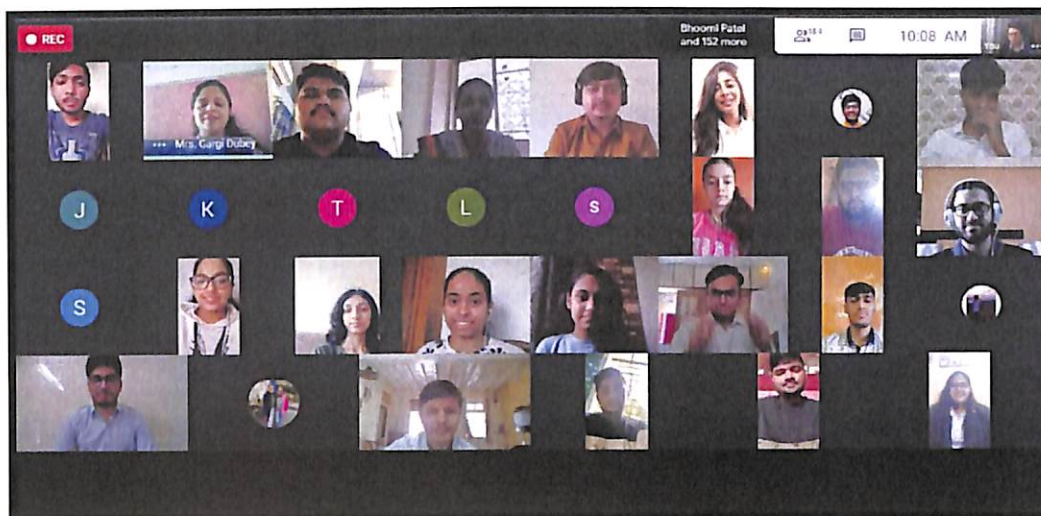 REC
Bhoomi Patel
and 152 more
10:08 AM
You
Mrs. Gargi Dubey
J
K
T
L
S
S